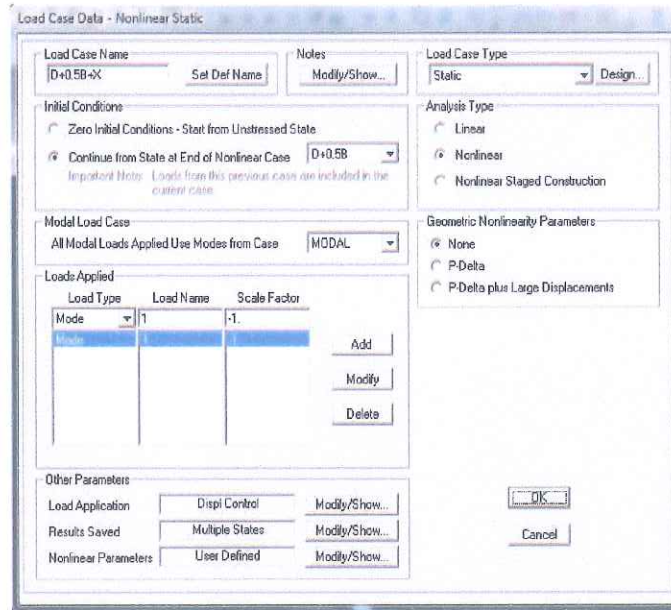 Load Case Data - Nonlinear Static
Load Case Name
D+0.5B+X
Set Def Name
Notes
Modify/Show...
Load Case Type
Static
Design...
Initial Conditions
Zero Initial Conditions - Start from Unstressed State
Continue from State at End of Nonlinear Case
D+0.5B
Important Note: Loads from this previous case are included in the
current case
Analysis Type
Linear
Nonlinear
Nonlinear Staged Construction
Modal Load Case
All Modal Loads Applied Use Modes from Case
MODAL
Geometric Nonlinearity Parameters
None
P-Delta
P-Delta plus Large Displacements
Loads Applied
Load Type Load Name Scale Factor
Mode 1 -1.
Mode
Add
Modify
Delete
Other Parameters
Load Application Displ Control Modify/Show...
Results Saved Multiple States Modify/Show...
Nonlinear Parameters User Defined Modify/Show...
OK
Cancel